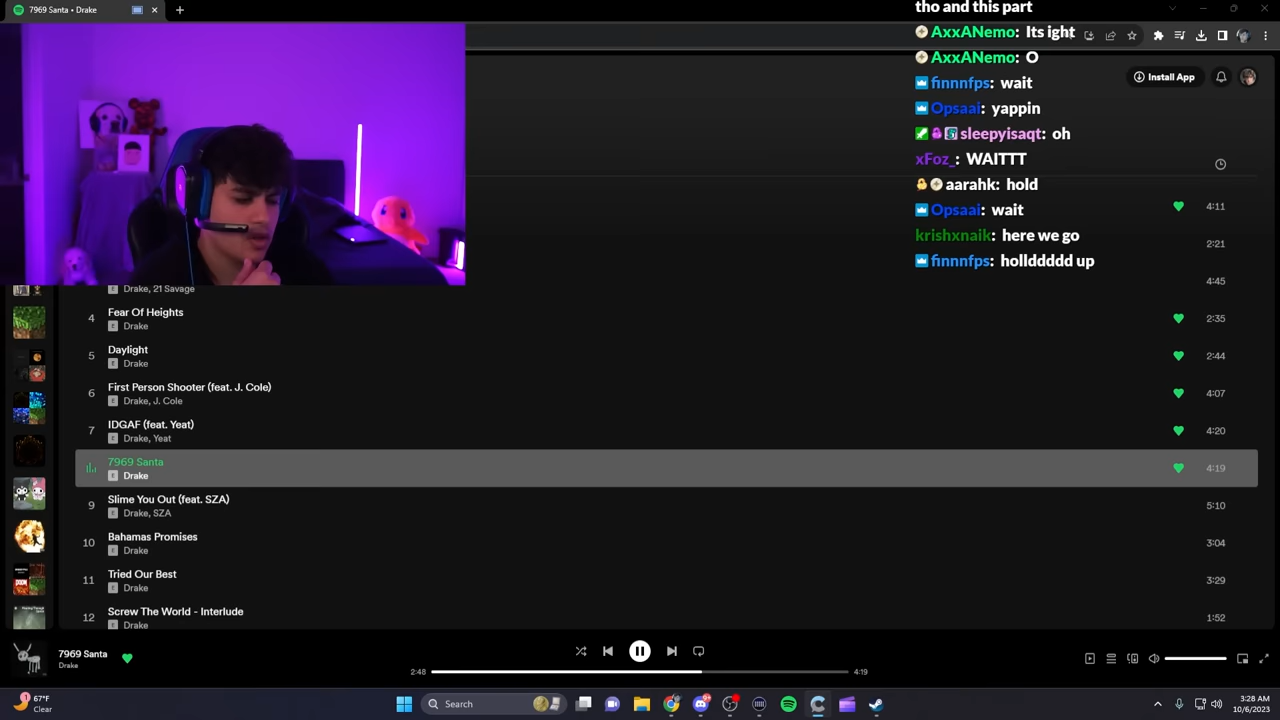 7969 Santa • Drake
tho and this part
AxxANemo: Its ight
AxxANemo: O
finnnfps: wait
Opsaai: yappin
sleepyisaqt: oh
xFoz_: WAITTT
aarahk: hold
Opsaai: wait
krishxnaik: here we go
finnnfps: hollddddd up
Install App
4:11
2:21
E Drake, 21 Savage
4:45
4 Fear Of Heights 2:35
E Drake
5 Daylight 2:44
E Drake
6 First Person Shooter (feat. J. Cole) 4:07
E Drake, J. Cole
7 IDGAF (feat. Yeat) 4:20
E Drake, Yeat
7969 Santa 4:19
E Drake
9 Slime You Out (feat. SZA) 5:10
E Drake, SZA
10 Bahamas Promises 3:04
E Drake
11 Tried Our Best 3:29
E Drake
12 Screw The World - Interlude 1:52
E Drake
7969 Santa
Drake
2:48 4:19
67°F
Clear
Search
3:28 AM
10/6/2023